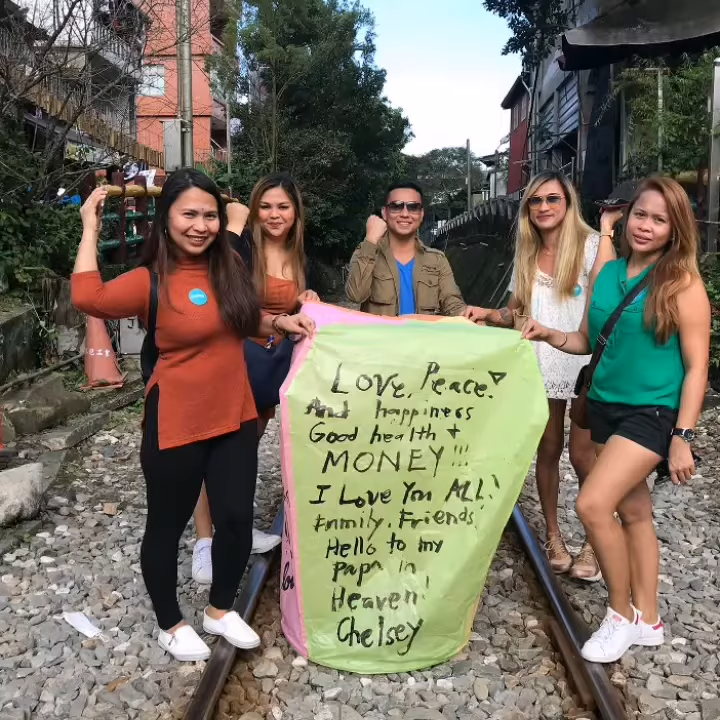 Love, Peace!
And happiness
Good health +
MONEY!!!
I Love You ALL!
Family, Friends!
Hello to my
Papa In
Heaven!
Chelsey